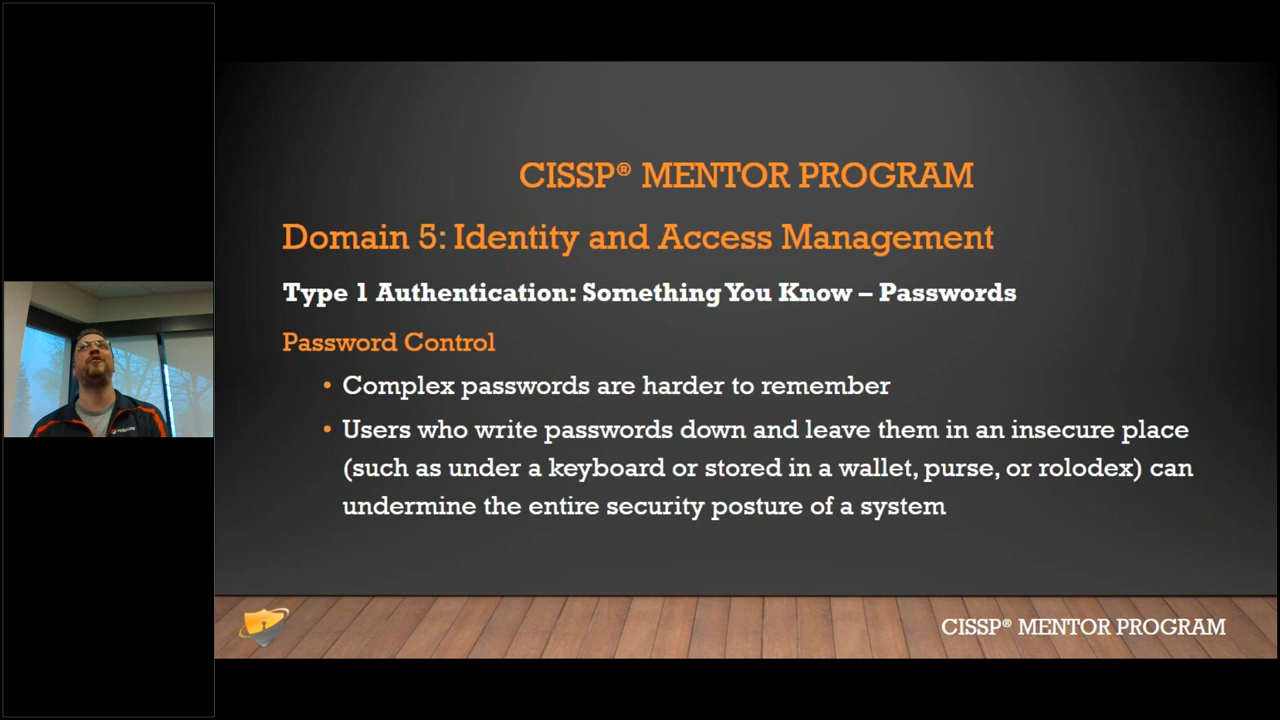 CISSP® MENTOR PROGRAM
Domain 5: Identity and Access Management
Type 1 Authentication: Something You Know – Passwords
Password Control
• Complex passwords are harder to remember
• Users who write passwords down and leave them in an insecure place
(such as under a keyboard or stored in a wallet, purse, or rolodex) can
undermine the entire security posture of a system
CISSP® MENTOR PROGRAM